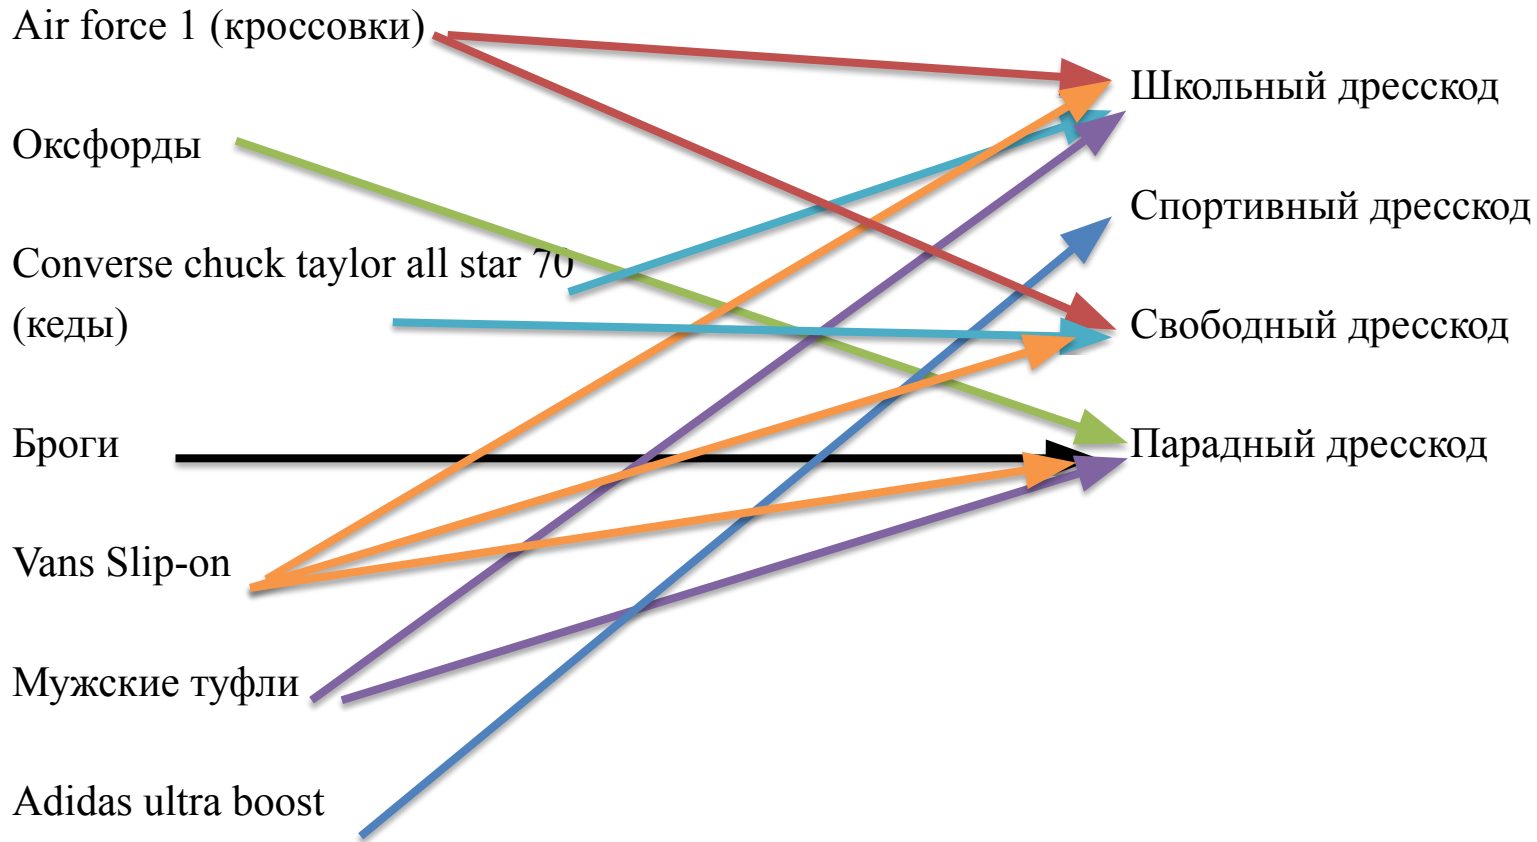 Air force 1 (кроссовки)
Оксфорды
Converse chuck taylor all star 70
(кеды)
Броги
Vans Slip-on
Мужские туфли
Adidas ultra boost
Школьный дресскод
Спортивный дресскод
Свободный дресскод
Парадный дресскод